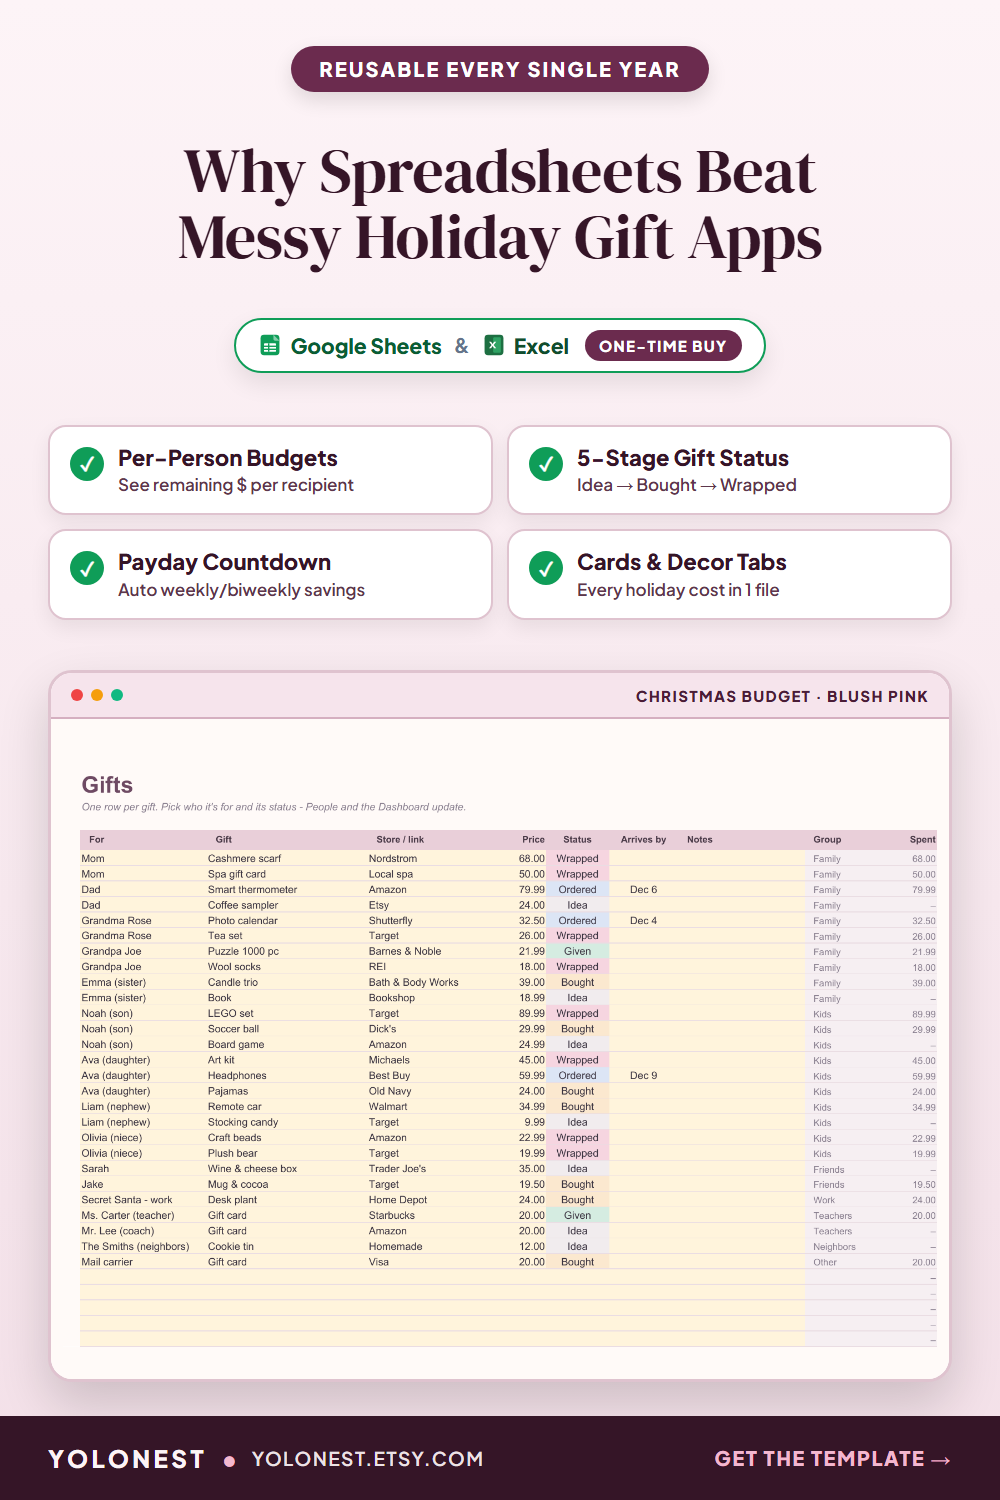 REUSABLE EVERY SINGLE YEAR
Why Spreadsheets Beat
Messy Holiday Gift Apps
Google Sheets & Excel ONE-TIME BUY
Per-Person Budgets
See remaining $ per recipient
5-Stage Gift Status
Idea → Bought → Wrapped
Payday Countdown
Auto weekly/biweekly savings
Cards & Decor Tabs
Every holiday cost in 1 file
CHRISTMAS BUDGET · BLUSH PINK
Gifts
One row per gift. Pick who it's for and its status - People and the Dashboard update.
For Gift Store / link Price Status Arrives by Notes Group Spent
Mom Cashmere scarf Nordstrom 68.00 Wrapped Family 68.00
Mom Spa gift card Local spa 50.00 Wrapped Family 50.00
Dad Smart thermometer Amazon 79.99 Ordered Dec 6 Family 79.99
Dad Coffee sampler Etsy 24.00 Idea Family –
Grandma Rose Photo calendar Shutterfly 32.50 Ordered Dec 4 Family 32.50
Grandma Rose Tea set Target 26.00 Wrapped Family 26.00
Grandpa Joe Puzzle 1000 pc Barnes & Noble 21.99 Given Family 21.99
Grandpa Joe Wool socks REI 18.00 Wrapped Family 18.00
Emma (sister) Candle trio Bath & Body Works 39.00 Bought Family 39.00
Emma (sister) Book Bookshop 18.99 Idea Family –
Noah (son) LEGO set Target 89.99 Wrapped Kids 89.99
Noah (son) Soccer ball Dick's 29.99 Bought Kids 29.99
Noah (son) Board game Amazon 24.99 Idea Kids –
Ava (daughter) Art kit Michaels 45.00 Wrapped Kids 45.00
Ava (daughter) Headphones Best Buy 59.99 Ordered Dec 9 Kids 59.99
Ava (daughter) Pajamas Old Navy 24.00 Bought Kids 24.00
Liam (nephew) Remote car Walmart 34.99 Bought Kids 34.99
Liam (nephew) Stocking candy Target 9.99 Idea Kids –
Olivia (niece) Craft beads Amazon 22.99 Wrapped Kids 22.99
Olivia (niece) Plush bear Target 19.99 Wrapped Kids 19.99
Sarah Wine & cheese box Trader Joe's 35.00 Idea Friends –
Jake Mug & cocoa Target 19.50 Bought Friends 19.50
Secret Santa - work Desk plant Home Depot 24.00 Bought Work 24.00
Ms. Carter (teacher) Gift card Starbucks 20.00 Given Teachers 20.00
Mr. Lee (coach) Gift card Amazon 20.00 Idea Teachers –
The Smiths (neighbors) Cookie tin Homemade 12.00 Idea Neighbors –
Mail carrier Gift card Visa 20.00 Bought Other 20.00
–
–
–
–
–
YOLONEST • YOLONEST.ETSY.COM
GET THE TEMPLATE →